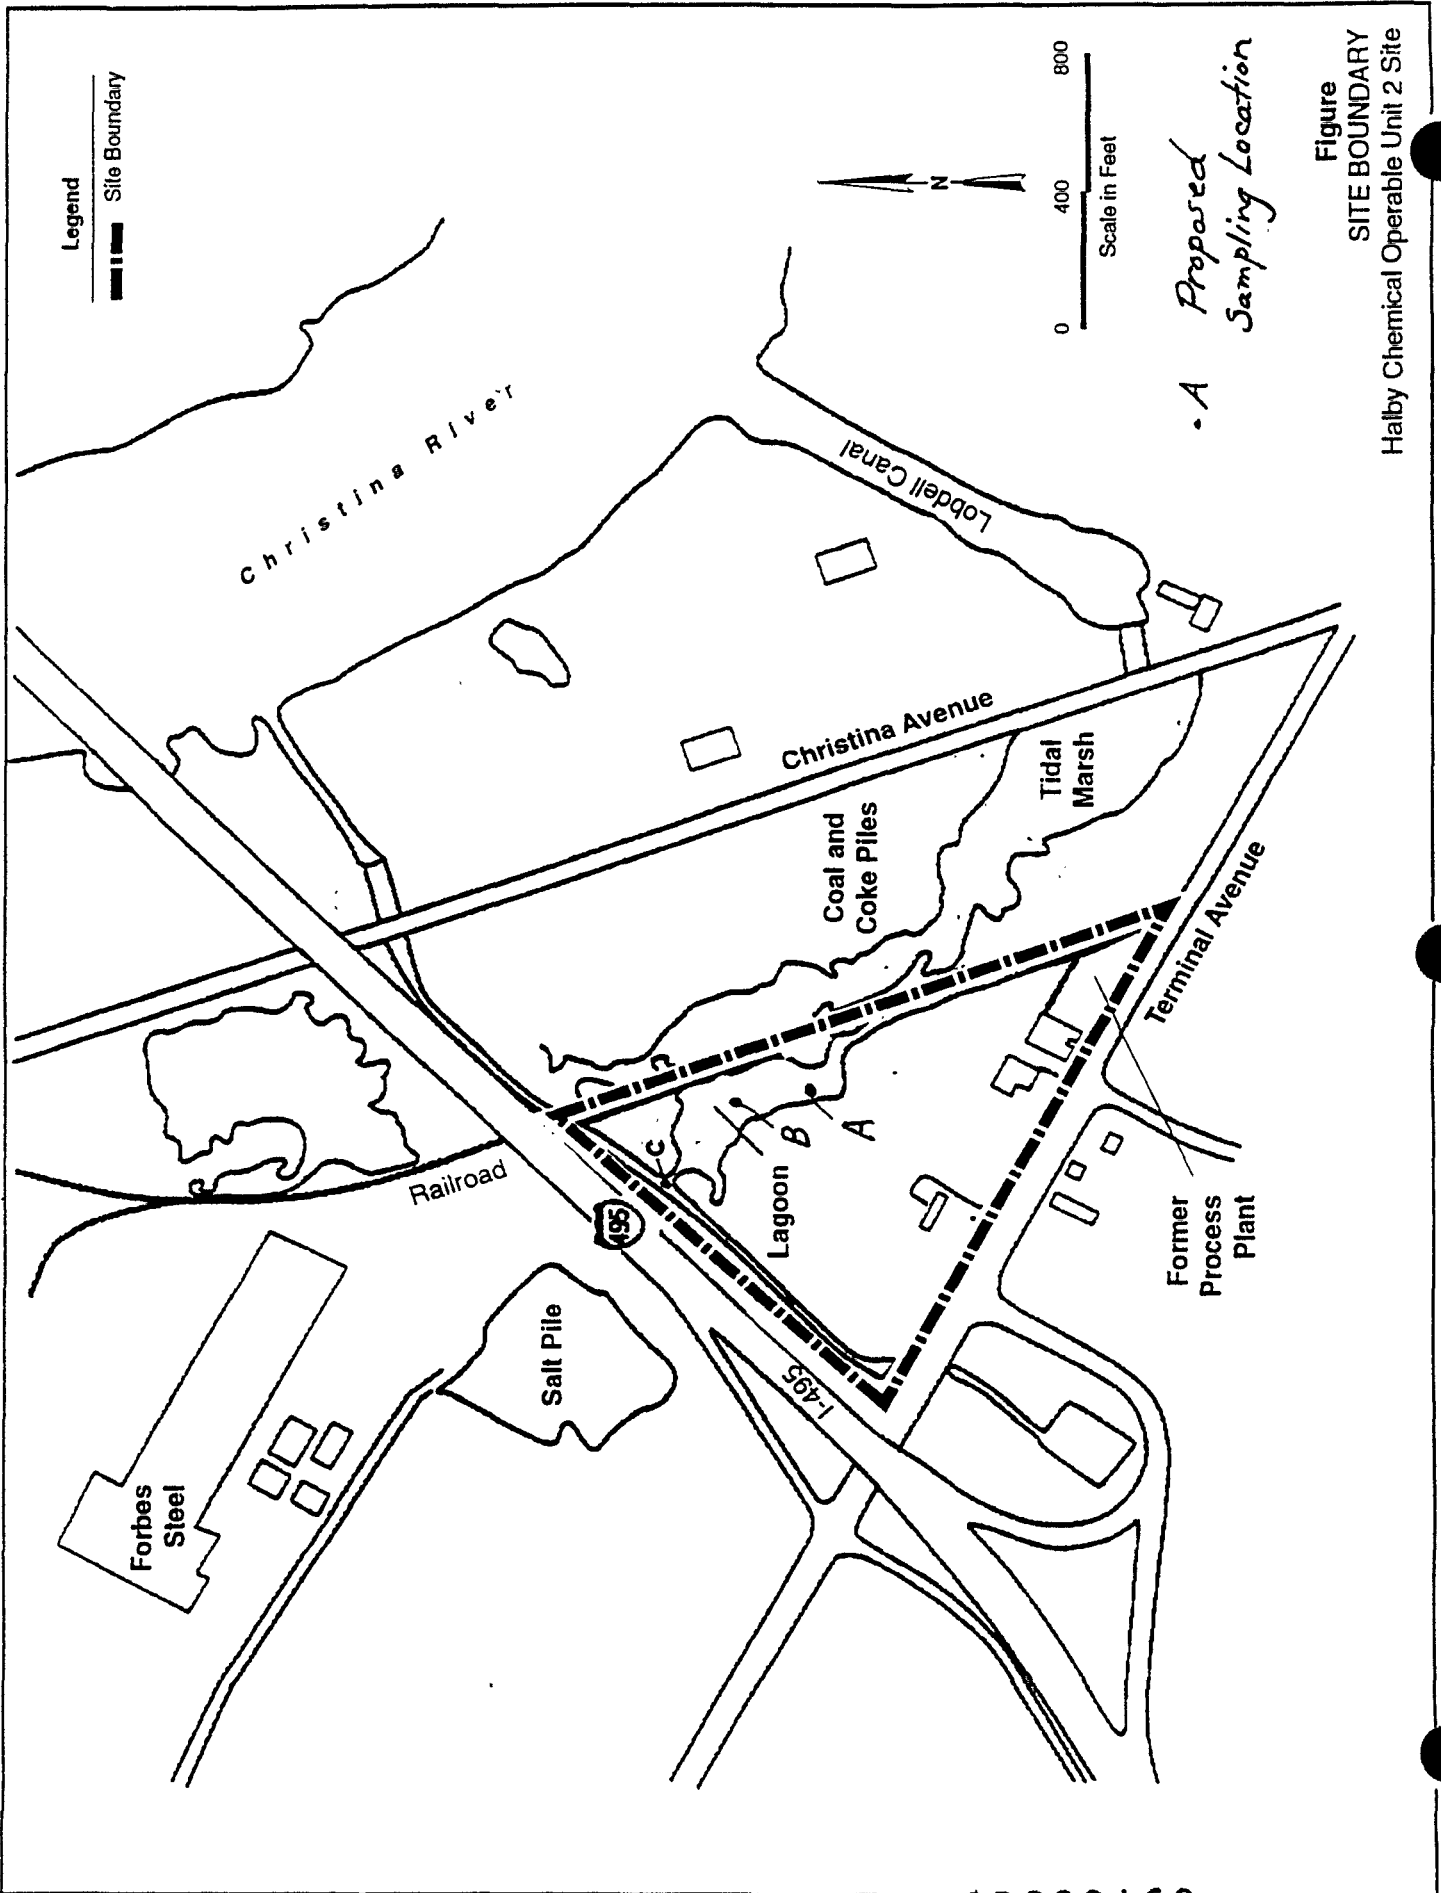 Legend
Site Boundary
Christina River
Lobdell Canal
Christina Avenue
Coal and
Coke Piles
Tidal
Marsh
Terminal Avenue
Railroad
495
I-495
Lagoon
A
B
C
Former
Process
Plant
Salt Pile
Forbes
Steel
N
0 400 800
Scale in Feet
• A Proposed
Sampling Location
Figure
SITE BOUNDARY
Halby Chemical Operable Unit 2 Site